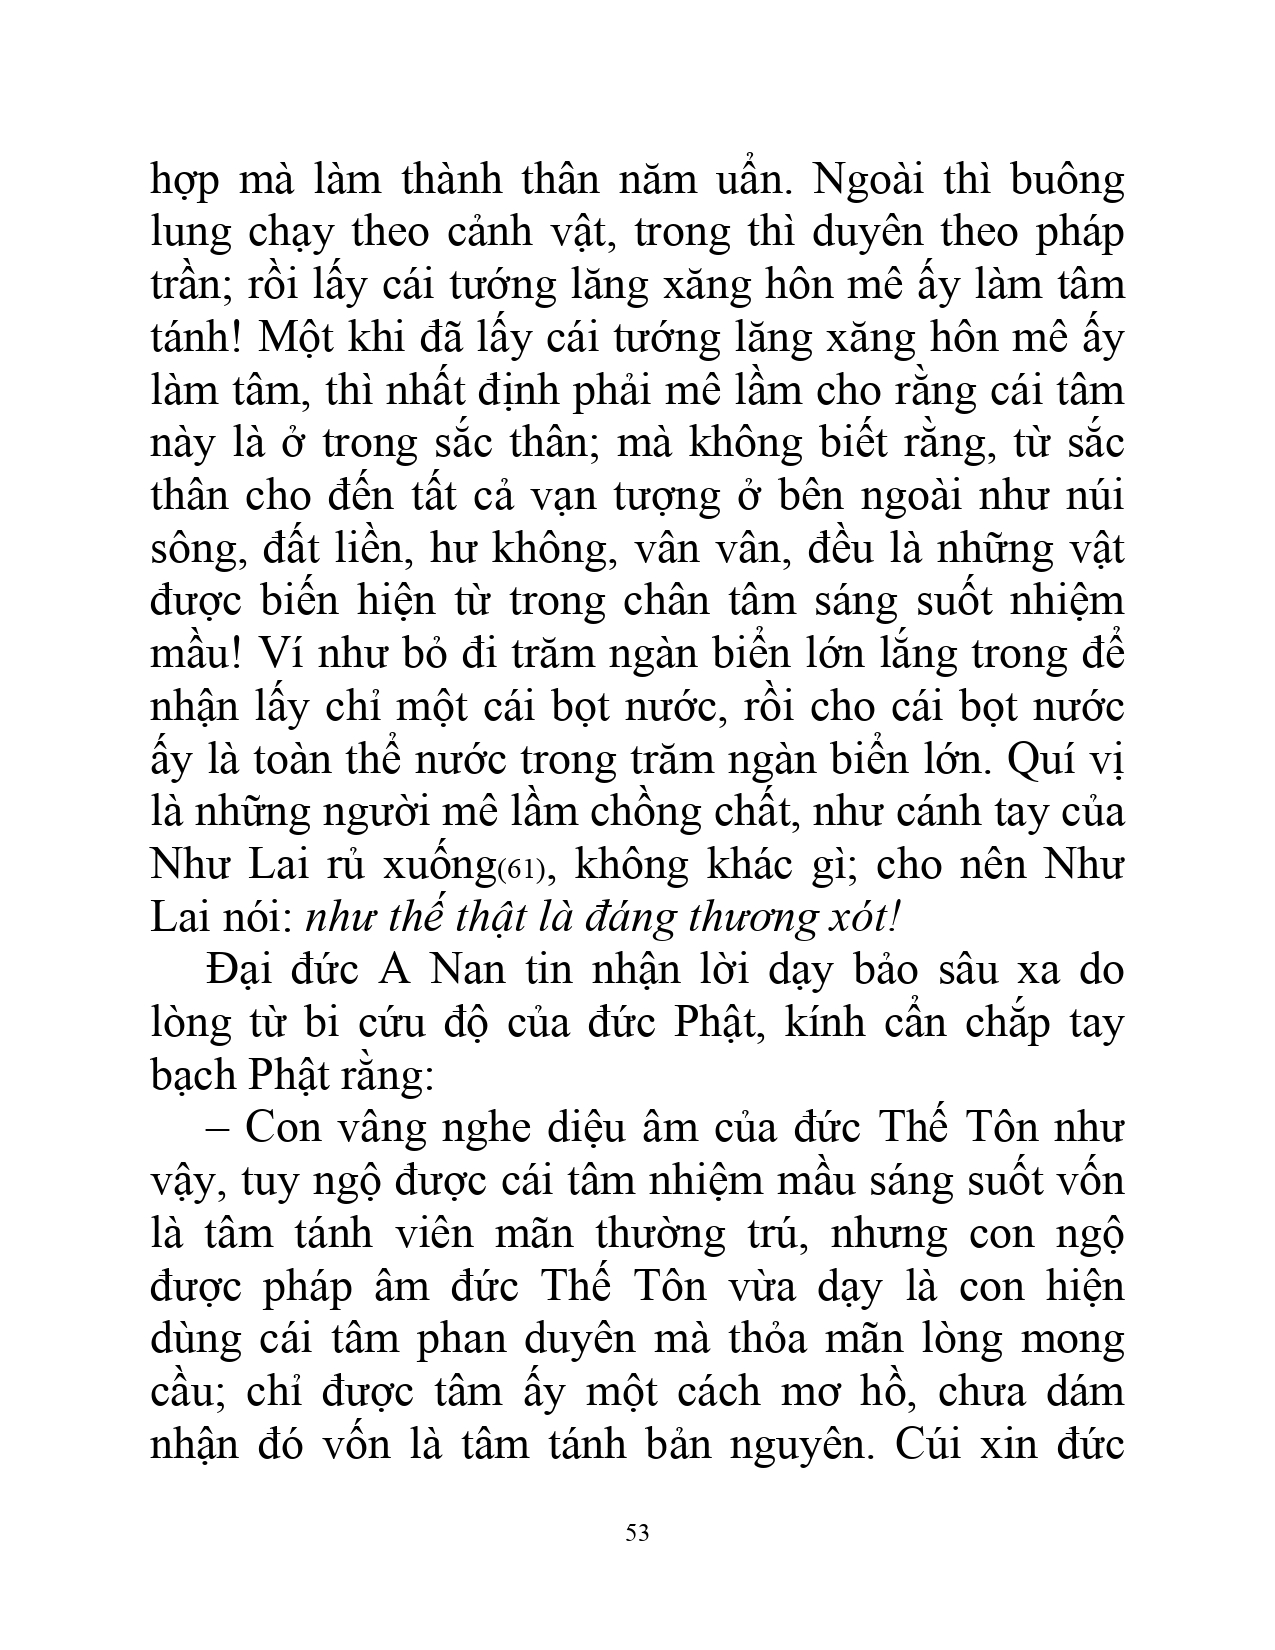 hợp mà làm thành thân năm uẩn. Ngoài thì buông
lung chạy theo cảnh vật, trong thì duyên theo pháp
trần; rồi lấy cái tướng lăng xăng hôn mê ấy làm tâm
tánh! Một khi đã lấy cái tướng lăng xăng hôn mê ấy
làm tâm, thì nhất định phải mê lầm cho rằng cái tâm
này là ở trong sắc thân; mà không biết rằng, từ sắc
thân cho đến tất cả vạn tượng ở bên ngoài như núi
sông, đất liền, hư không, vân vân, đều là những vật
được biến hiện từ trong chân tâm sáng suốt nhiệm
mầu! Ví như bỏ đi trăm ngàn biển lớn lắng trong để
nhận lấy chỉ một cái bọt nước, rồi cho cái bọt nước
ấy là toàn thể nước trong trăm ngàn biển lớn. Quí vị
là những người mê lầm chồng chất, như cánh tay của
Như Lai rủ xuống(61), không khác gì; cho nên Như
Lai nói: như thế thật là đáng thương xót!
Đại đức A Nan tin nhận lời dạy bảo sâu xa do
lòng từ bi cứu độ của đức Phật, kính cẩn chắp tay
bạch Phật rằng:
– Con vâng nghe diệu âm của đức Thế Tôn như
vậy, tuy ngộ được cái tâm nhiệm mầu sáng suốt vốn
là tâm tánh viên mãn thường trú, nhưng con ngộ
được pháp âm đức Thế Tôn vừa dạy là con hiện
dùng cái tâm phan duyên mà thỏa mãn lòng mong
cầu; chỉ được tâm ấy một cách mơ hồ, chưa dám
nhận đó vốn là tâm tánh bản nguyên. Cúi xin đức
53